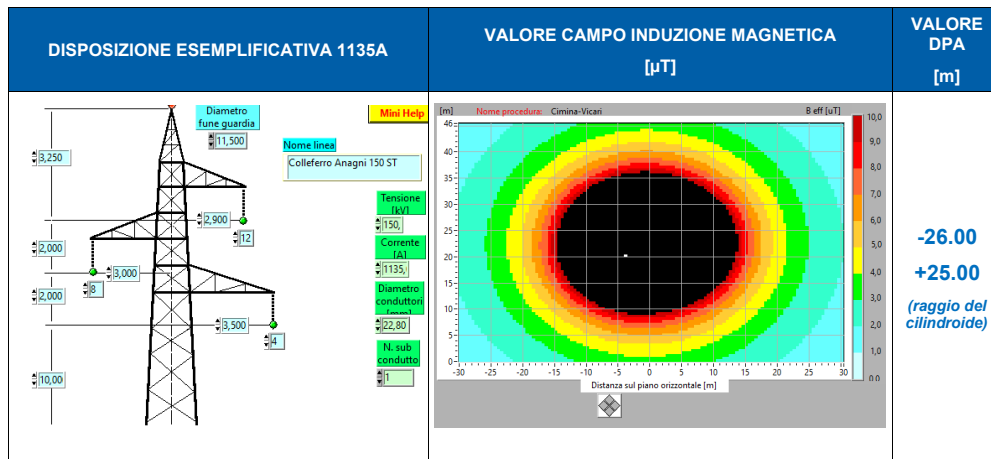 DISPOSIZIONE ESEMPLIFICATIVA 1135A
VALORE CAMPO INDUZIONE MAGNETICA
[µT]
VALORE
DPA
[m]
Diametro
fune guardia
11,500
Mini Help
Nome linea
Colleferro Anagni 150 ST
3,250
2,900
12
2,000
3,000
8
2,000
3,500
4
10,00
Tensione
[kV]
150,
Corrente
[A]
1135,
Diametro
conduttori
[mm]
22,80
N. sub
condutto
1
[m]
Nome procedura: Cimina-Vicari
B eff [uT]
46
40
35
30
25
20
15
10
5
0
-30 -25 -20 -15 -10 -5 0 5 10 15 20 25 30
Distanza sul piano orizzontale [m]
10,0
9,0
8,0
7,0
6,0
5,0
4,0
3,0
2,0
1,0
0,0
-26.00
+25.00
(raggio del
cilindroide)